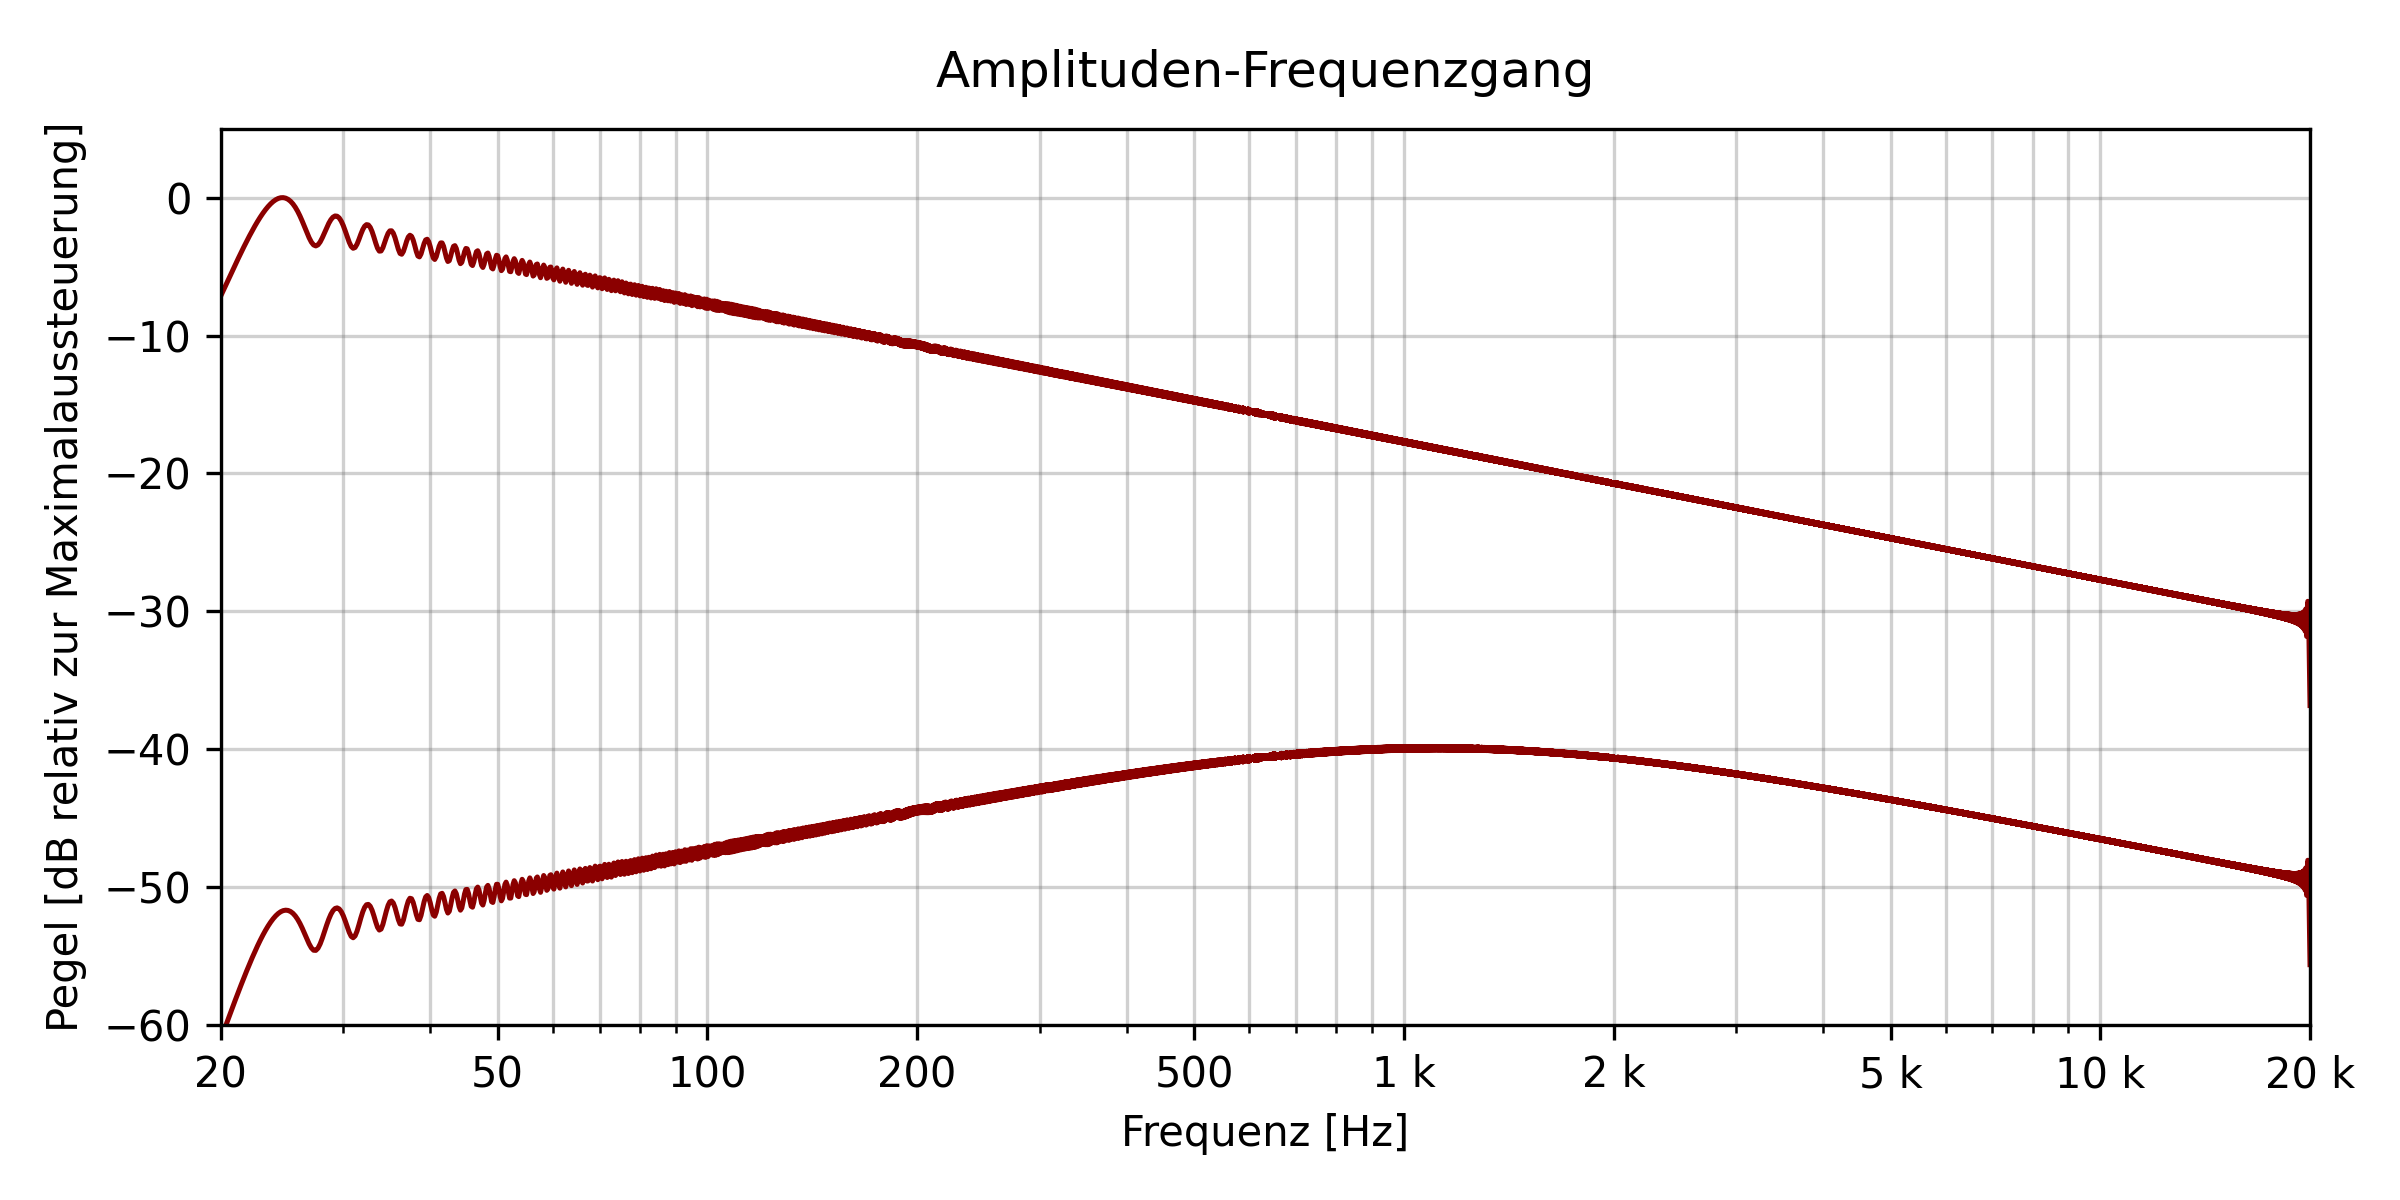 Amplituden-Frequenzgang
Pegel [dB relativ zur Maximalaussteuerung]
0
−10
−20
−30
−40
−50
−60
20 50 100 200 500 1 k 2 k 5 k 10 k 20 k
Frequenz [Hz]